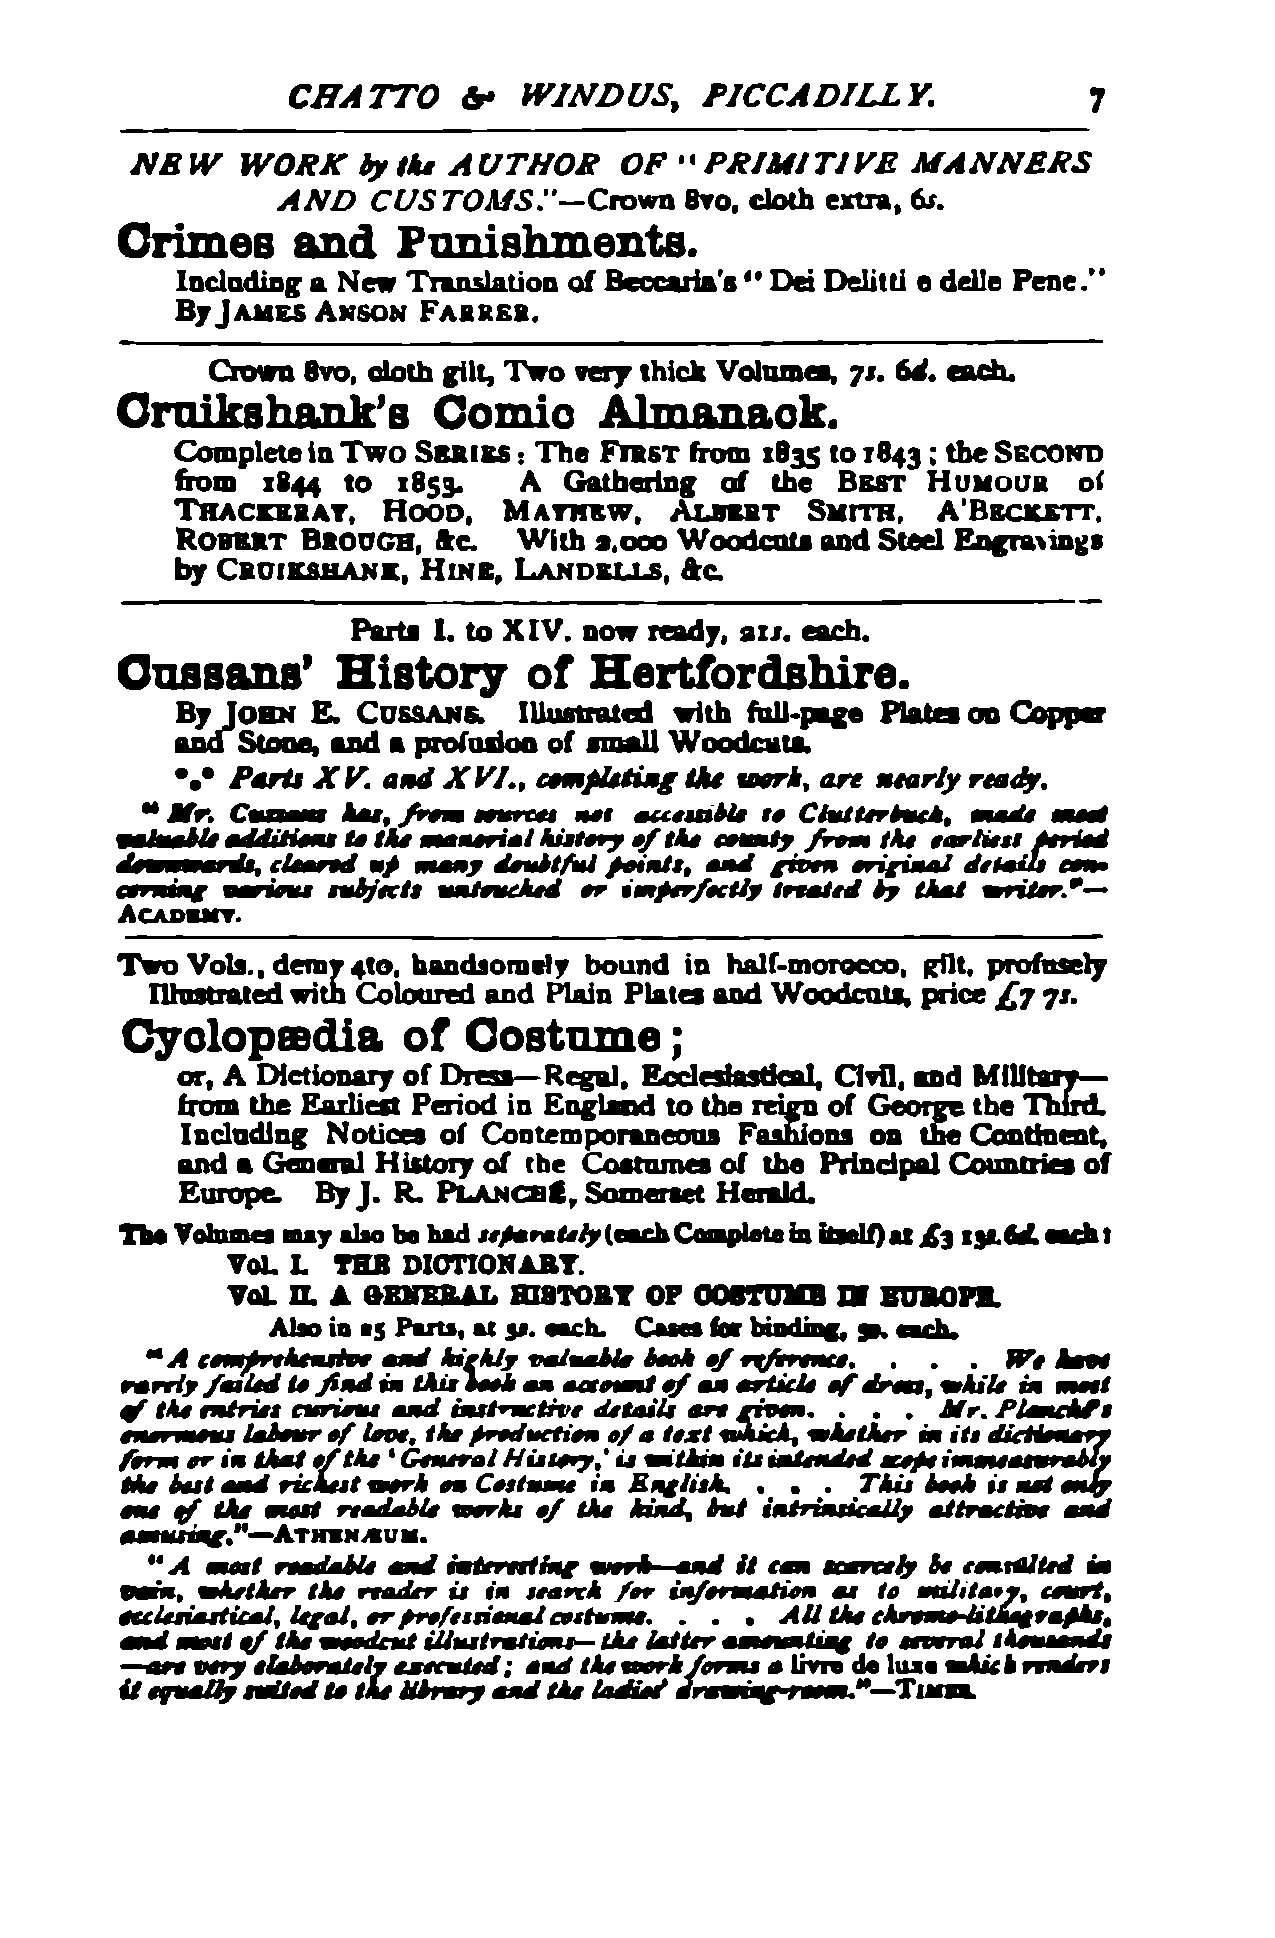 CHATTO & WINDUS, PICCADILLY. 7
NEW WORK by the AUTHOR OF "PRIMITIVE MANNERS
AND CUSTOMS."—Crown 8vo, cloth extra, 6s.
Crimes and Punishments.
Including a New Translation of Beccaria's "Dei Delitti e delle Pene."
By JAMES ANSON FARRER.
Crown 8vo, cloth gilt, Two very thick Volumes, 7s. 6d. each.
Cruikshank's Comic Almanack.
Complete in Two SERIES: The FIRST from 1835 to 1843; the SECOND
from 1844 to 1853. A Gathering of the BEST HUMOUR of
THACKERAY, HOOD, MAYHEW, ALBERT SMITH, A'BECKETT,
ROBERT BROUGH, &c. With 2,000 Woodcuts and Steel Engravings
by CRUIKSHANK, HINE, LANDELLS, &c.
Parts I. to XIV. now ready, 21s. each.
Cussans' History of Hertfordshire.
By JOHN E. CUSSANS. Illustrated with full-page Plates on Copper
and Stone, and a profusion of small Woodcuts.
*.* Parts XV. and XVI., completing the work, are nearly ready.
"Mr. Cussans has, from sources not accessible to Clutterbuck, made most
valuable additions to the manorial history of the county from the earliest period
downwards, cleared up many doubtful points, and given original details con-
cerning various subjects untouched or imperfectly treated by that writer."—
ACADEMY.
Two Vols., demy 4to, handsomely bound in half-morocco, gilt, profusely
Illustrated with Coloured and Plain Plates and Woodcuts, price £7 7s.
Cyclopædia of Costume;
or, A Dictionary of Dress—Regal, Ecclesiastical, Civil, and Military—
from the Earliest Period in England to the reign of George the Third.
Including Notices of Contemporaneous Fashions on the Continent,
and a General History of the Costumes of the Principal Countries of
Europe. By J. R. PLANCHÉ, Somerset Herald.
The Volumes may also be had separately (each Complete in itself) at £3 13s. 6d. each:
Vol. I. THE DICTIONARY.
Vol. II. A GENERAL HISTORY OF COSTUME IN EUROPE.
Also in 25 Parts, at 5s. each. Cases for binding, 5s. each.
"A comprehensive and highly valuable book of reference. . . . . We have
rarely failed to find in this book an account of an article of dress, while in most
of the entries curious and instructive details are given. . . . . Mr. Planché's
enormous labour of love, the production of a text which, whether in its dictionary
form or in that of the 'General History,' is within its intended scope immeasurably
the best and richest work on Costume in English. . . . This book is not only
one of the most readable works of the kind, but intrinsically attractive and
amusing."—ATHENÆUM.
"A most readable and interesting work—and it can scarcely be consulted in
vain, whether the reader is in search for information as to military, court,
ecclesiastical, legal, or professional costume. . . . All the chromo-lithographs,
and most of the woodcut illustrations—the latter amounting to several thousands
—are very elaborately executed; and the work forms a livre de luxe which renders
it equally suited to the library and the ladies' drawing-room."—TIMES.